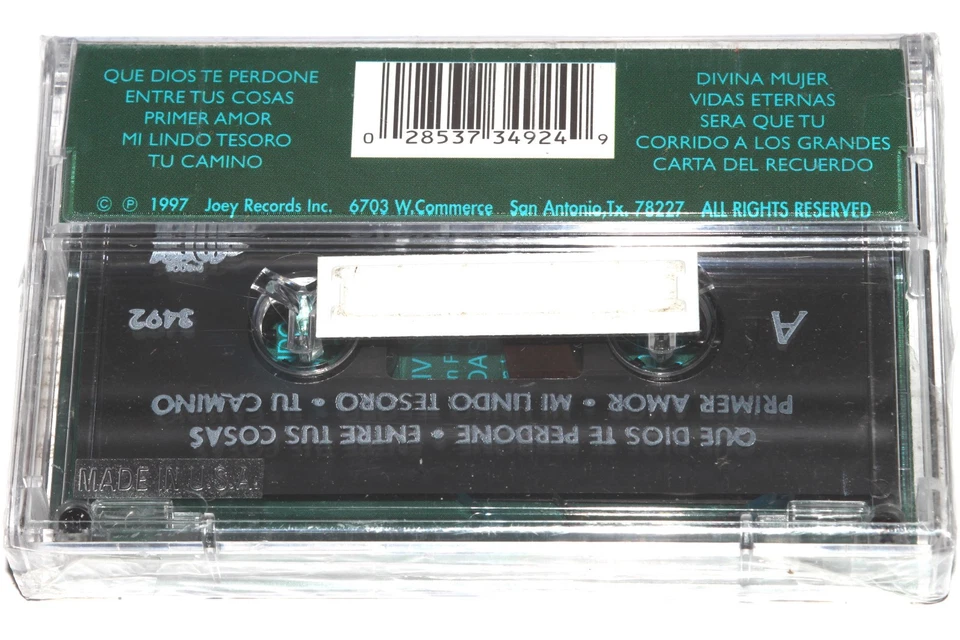 QUE DIOS TE PERDONE
ENTRE TUS COSAS
PRIMER AMOR
MI LINDO TESORO
TU CAMINO
0 28537 34924 9
DIVINA MUJER
VIDAS ETERNAS
SERA QUE TU
CORRIDO A LOS GRANDES
CARTA DEL RECUERDO
© ℗ 1997 Joey Records Inc. 6703 W.Commerce San Antonio,Tx. 78227 ALL RIGHTS RESERVED
A
3492
QUE DIOS TE PERDONE • ENTRE TUS COSAS
PRIMER AMOR • MI LINDO TESORO • TU CAMINO
MADE IN U.S.A.